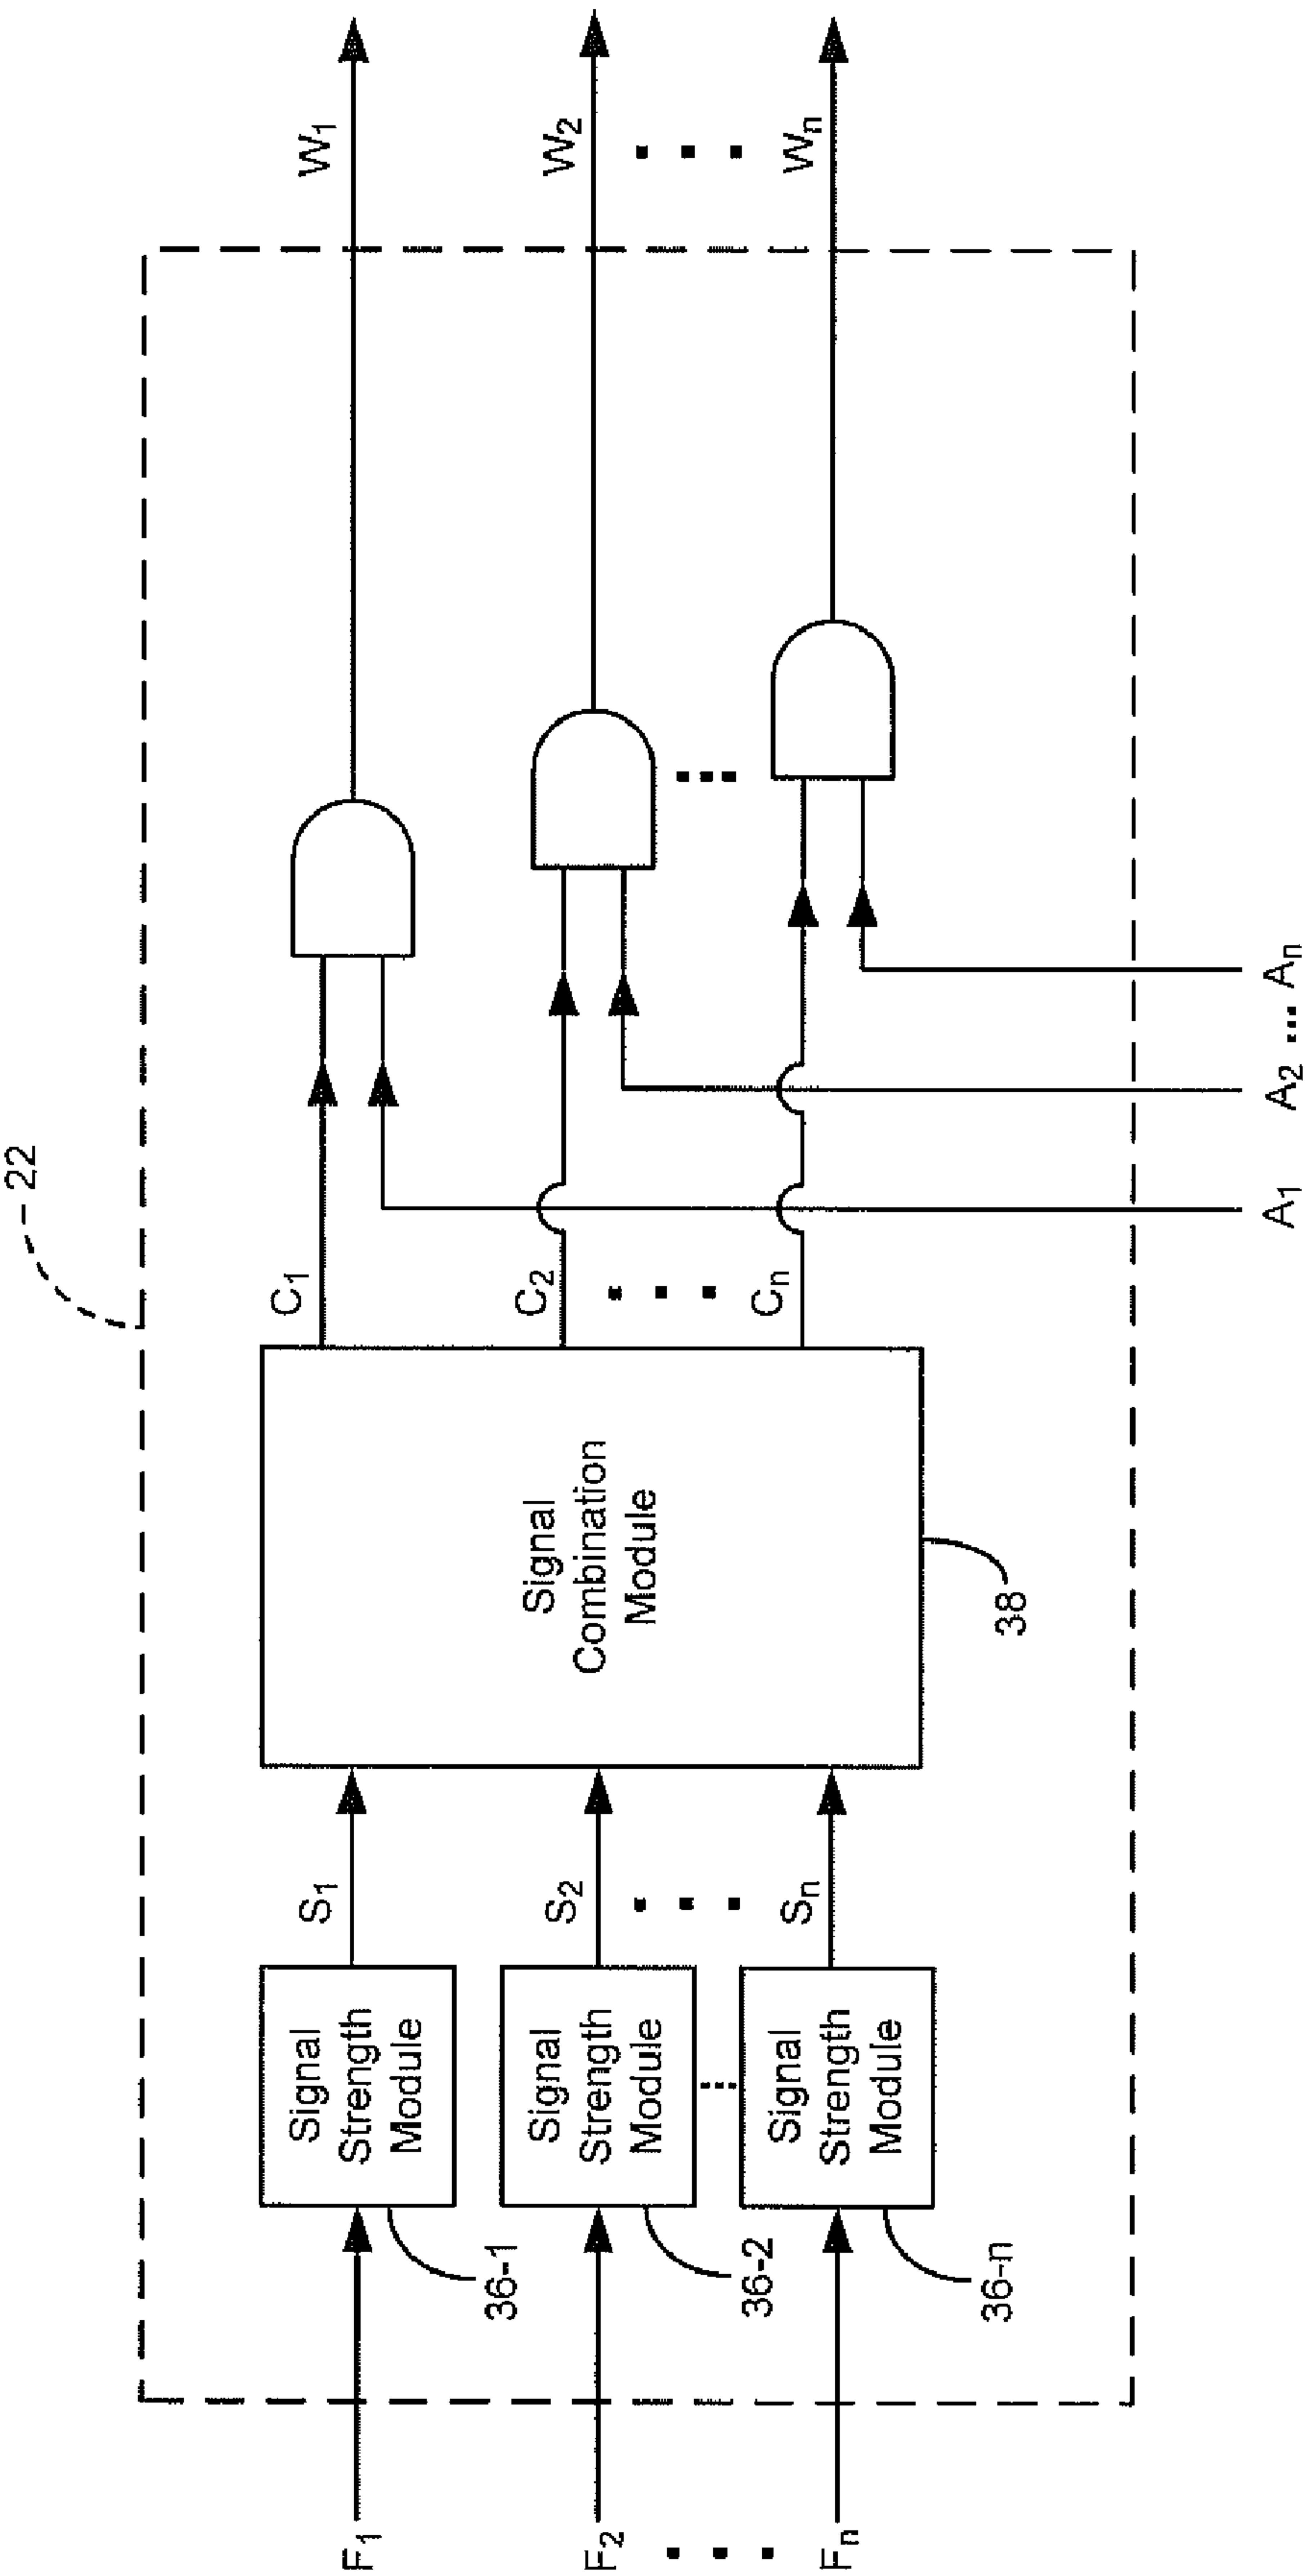 22
F1
F2
Fn
Signal
Strength
Module
36-1
Signal
Strength
Module
36-2
Signal
Strength
Module
36-n
S1
S2
Sn
Signal
Combination
Module
38
C1
C2
Cn
A1
A2 ... An
W1
W2
Wn